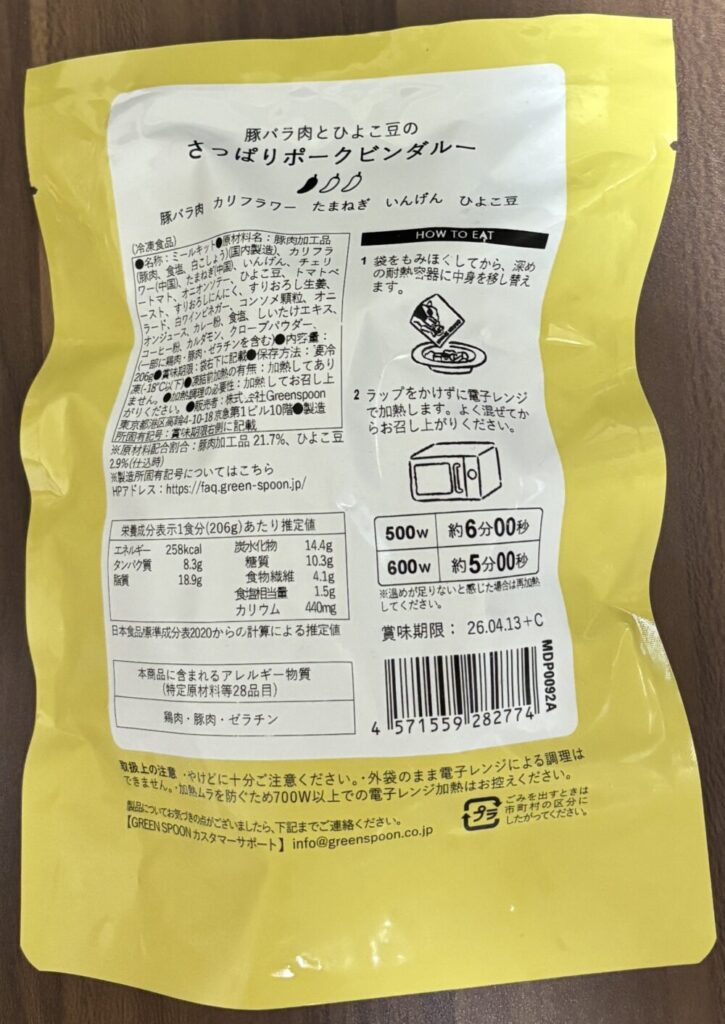 豚バラ肉とひよこ豆の
さっぱりポークビンダルー
豚バラ肉 カリフラワー たまねぎ いんげん ひよこ豆
(冷凍食品)
●名称:ミールキット●原材料名:豚肉加工品
(豚肉、食塩、白こしょう)(国内製造)、カリフラ
ワー(中国)、たまねぎ(中国)、いんげん、チェリ
ートマト、オニオンソテー、ひよこ豆、トマトペ
ースト、すりおろしにんにく、すりおろし生姜、
ラード、白ワインビネガー、コンソメ顆粒、オニ
オンジュース、カレー粉、食塩、しいたけエキス、
コーヒー粉、カルダモン、クローブパウダー、
(一部に鶏肉・豚肉・ゼラチンを含む)●内容量:
206g●賞味期限:袋右下に記載●保存方法:要冷
凍(-18℃以下)●凍結前加熱の有無:加熱してあり
ません。●加熱調理の必要性:加熱してお召し上
がりください。●販売者:株式会社Greenspoon
東京都港区高輪4-10-18京急第1ビル10階●製造
所固有記号:賞味期限右側に記載
※原材料配合割合:豚肉加工品 21.7%、ひよこ豆
2.9%(仕込時)
※製造所固有記号についてはこちら
HPアドレス:https://faq.green-spoon.jp/
栄養成分表示1食分(206g)あたり推定値
エネルギー 258kcal 炭水化物 14.4g
タンパク質 8.3g 糖質 10.3g
脂質 18.9g 食物繊維 4.1g
食塩相当量 1.5g
カリウム 440mg
日本食品標準成分表2020からの計算による推定値
本商品に含まれるアレルギー物質
(特定原材料等28品目)
鶏肉・豚肉・ゼラチン
HOW TO EAT
1 袋をもみほぐしてから、深め
の耐熱容器に中身を移し替え
ます。
2 ラップをかけずに電子レンジ
で加熱します。よく混ぜてか
らお召し上がりください。
500w 約6分00秒
600w 約5分00秒
※温めが足りないと感じた場合は再加熱
してください。
賞味期限: 26.04.13+C
MDP0092A
4 571559 282774
取扱上の注意 ・やけどに十分ご注意ください。・外袋のまま電子レンジによる調理は
できません。・加熱ムラを防ぐため700W以上での電子レンジ加熱はお控えください。
製品についてお気づきの点がございましたら、下記までご連絡ください。
【GREEN SPOON カスタマーサポート】 info@greenspoon.co.jp
プラ
ごみを出すときは
市町村の区分に
したがってください。